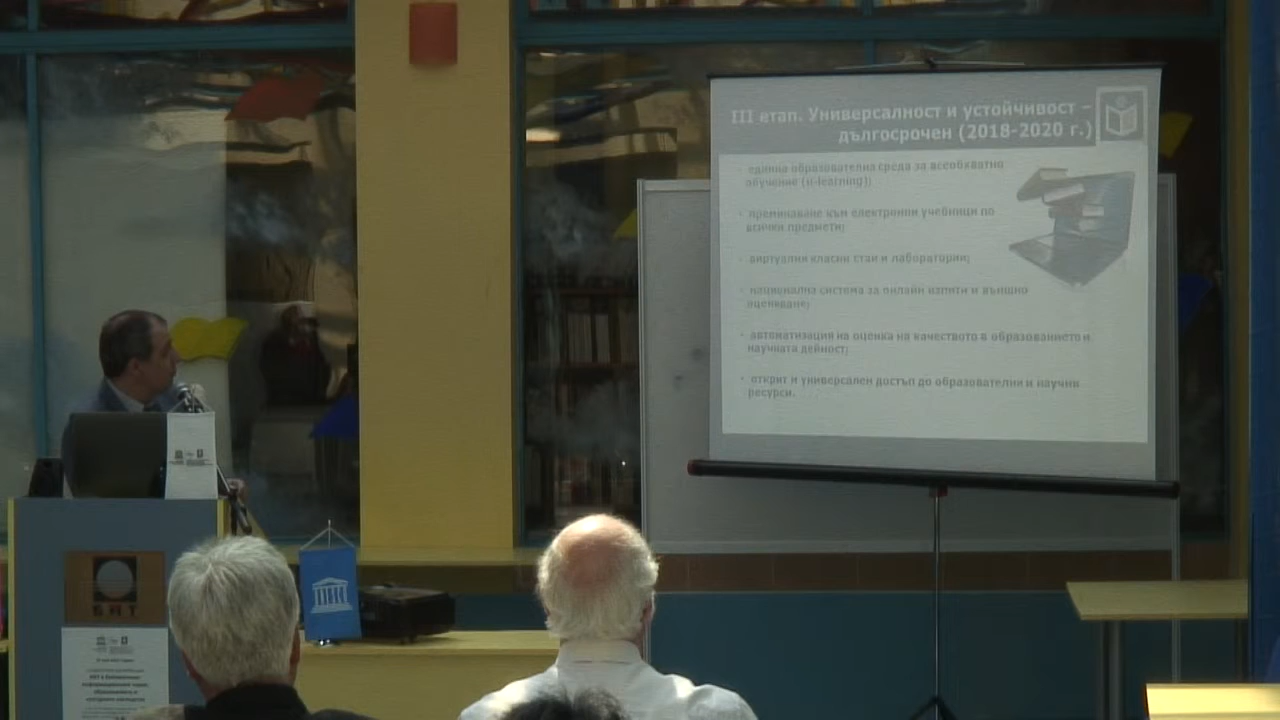 III етап. Универсалност и устойчивост –
дългосрочен (2018-2020 г.)
единна образователна среда за всеобхватно
обучение (u-learning);
· преминаване към електронни учебници по
всички предмети;
· виртуални класни стаи и лаборатории;
· национална система за онлайн изпити и външно
оценяване;
· автоматизация на оценка на качеството в образованието и
научната дейност;
· открит и универсален достъп до образователни и научни
ресурси.
БИТ